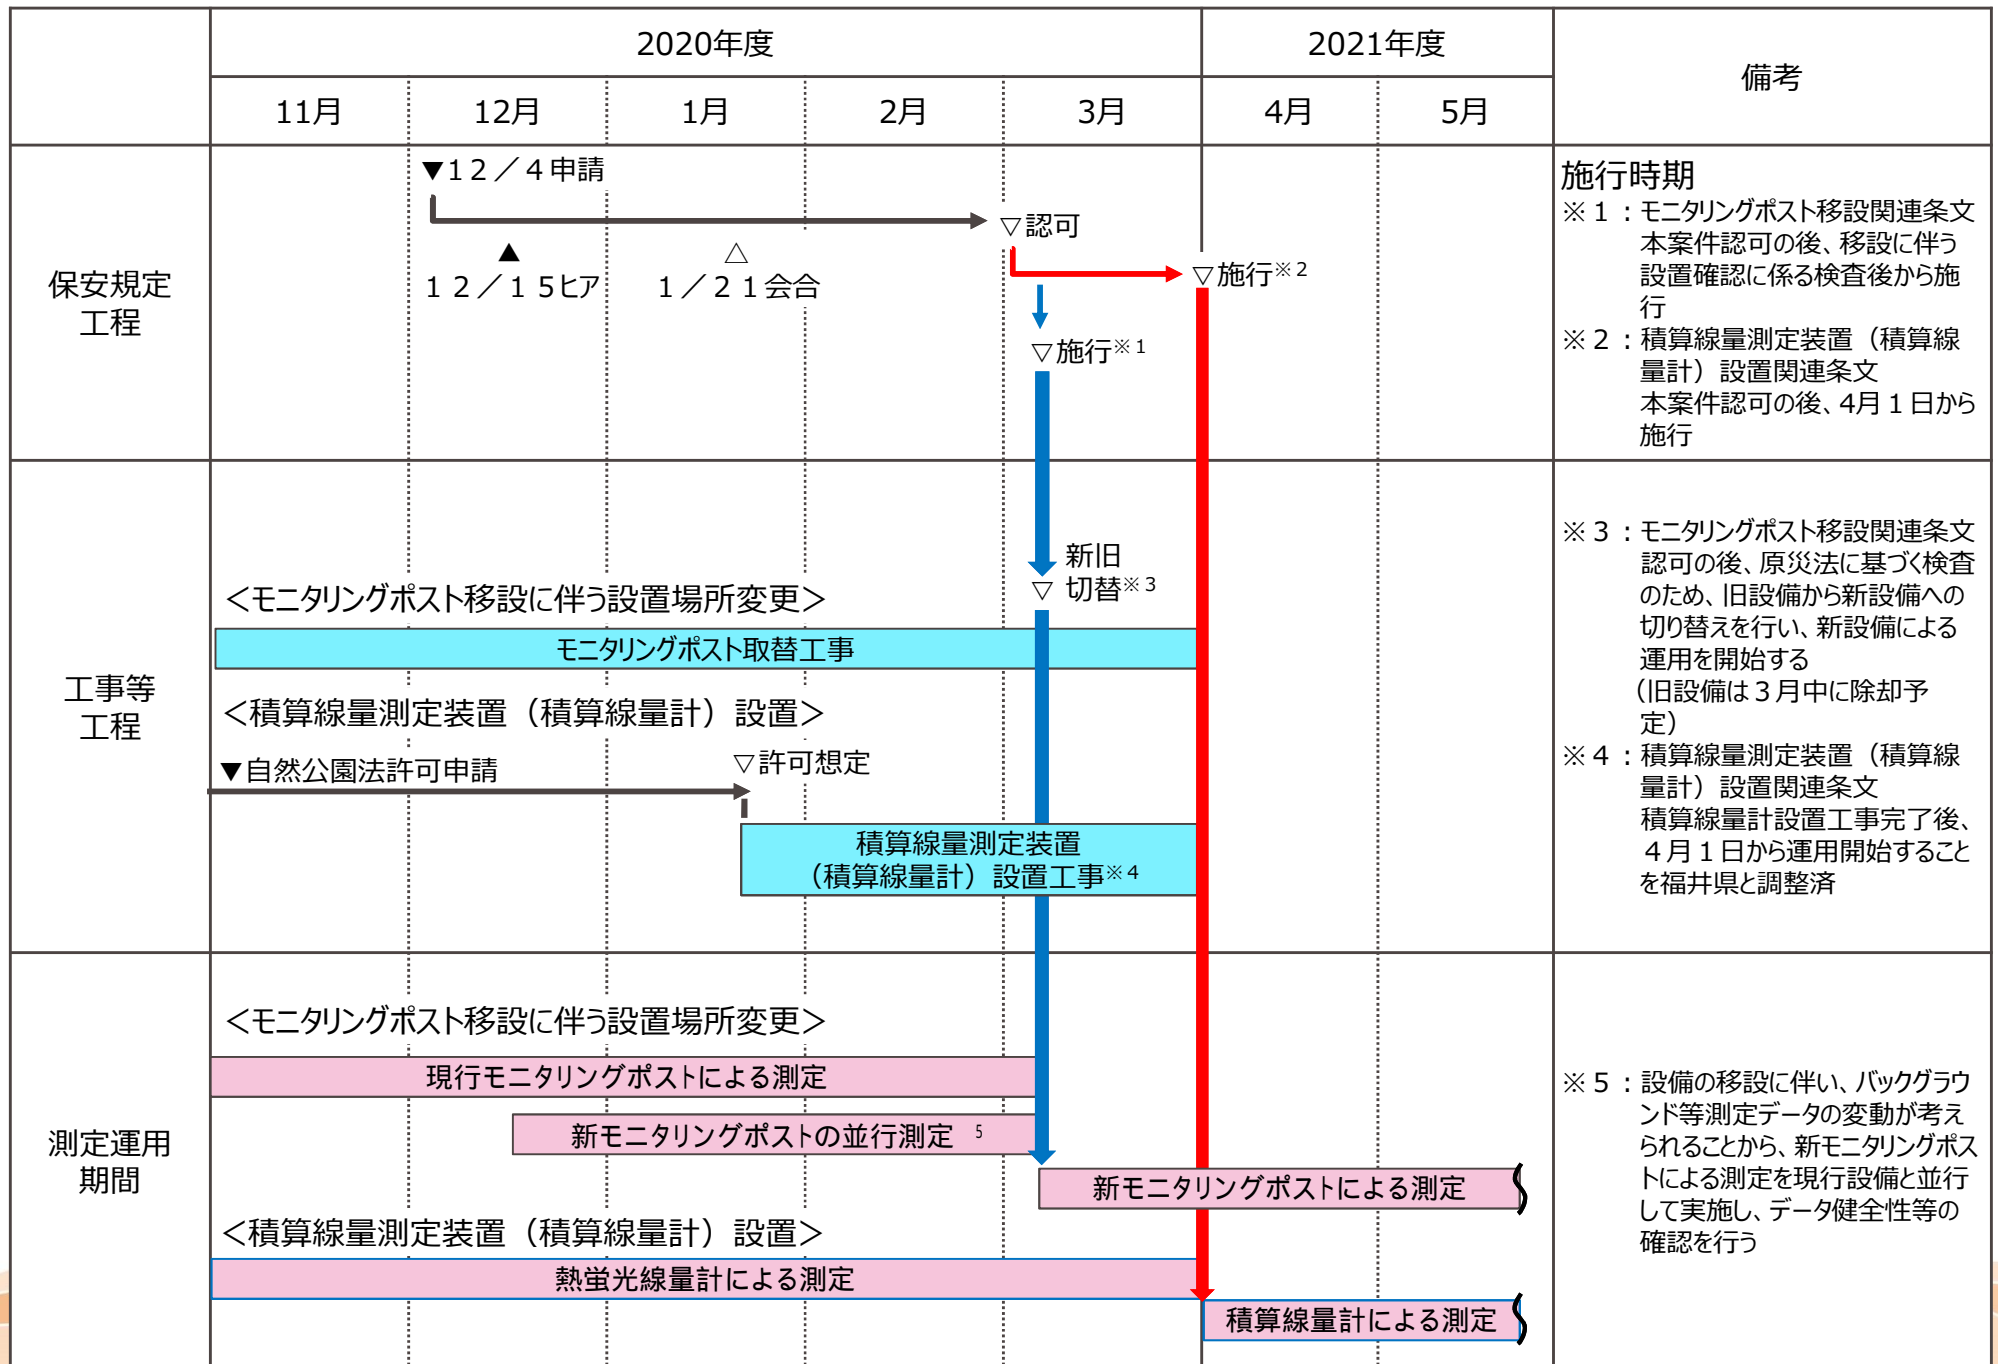 2020年度
2021年度
備考
11月
12月
1月
2月
3月
4月
5月
保安規定
工程
▼12／4申請
▽認可
▲
12／15ヒア
△
1／21会合
▽施行※2
▽施行※1
施行時期
※1：モニタリングポスト移設関連条文
本案件認可の後、移設に伴う
設置確認に係る検査後から施
行
※2：積算線量測定装置（積算線
量計）設置関連条文
本案件認可の後、4月1日から
施行
工事等
工程
新旧
▽ 切替※3
＜モニタリングポスト移設に伴う設置場所変更＞
モニタリングポスト取替工事
＜積算線量測定装置（積算線量計）設置＞
▼自然公園法許可申請
▽許可想定
積算線量測定装置
（積算線量計）設置工事※4
※3：モニタリングポスト移設関連条文
認可の後、原災法に基づく検査
のため、旧設備から新設備への
切り替えを行い、新設備による
運用を開始する
（旧設備は3月中に除却予
定）
※4：積算線量測定装置（積算線
量計）設置関連条文
積算線量計設置工事完了後、
4月1日から運用開始すること
を福井県と調整済
測定運用
期間
＜モニタリングポスト移設に伴う設置場所変更＞
現行モニタリングポストによる測定
新モニタリングポストの並行測定 5
新モニタリングポストによる測定
＜積算線量測定装置（積算線量計）設置＞
熱蛍光線量計による測定
積算線量計による測定
※5：設備の移設に伴い、バックグラウ
ンド等測定データの変動が考え
られることから、新モニタリングポス
トによる測定を現行設備と並行
して実施し、データ健全性等の
確認を行う